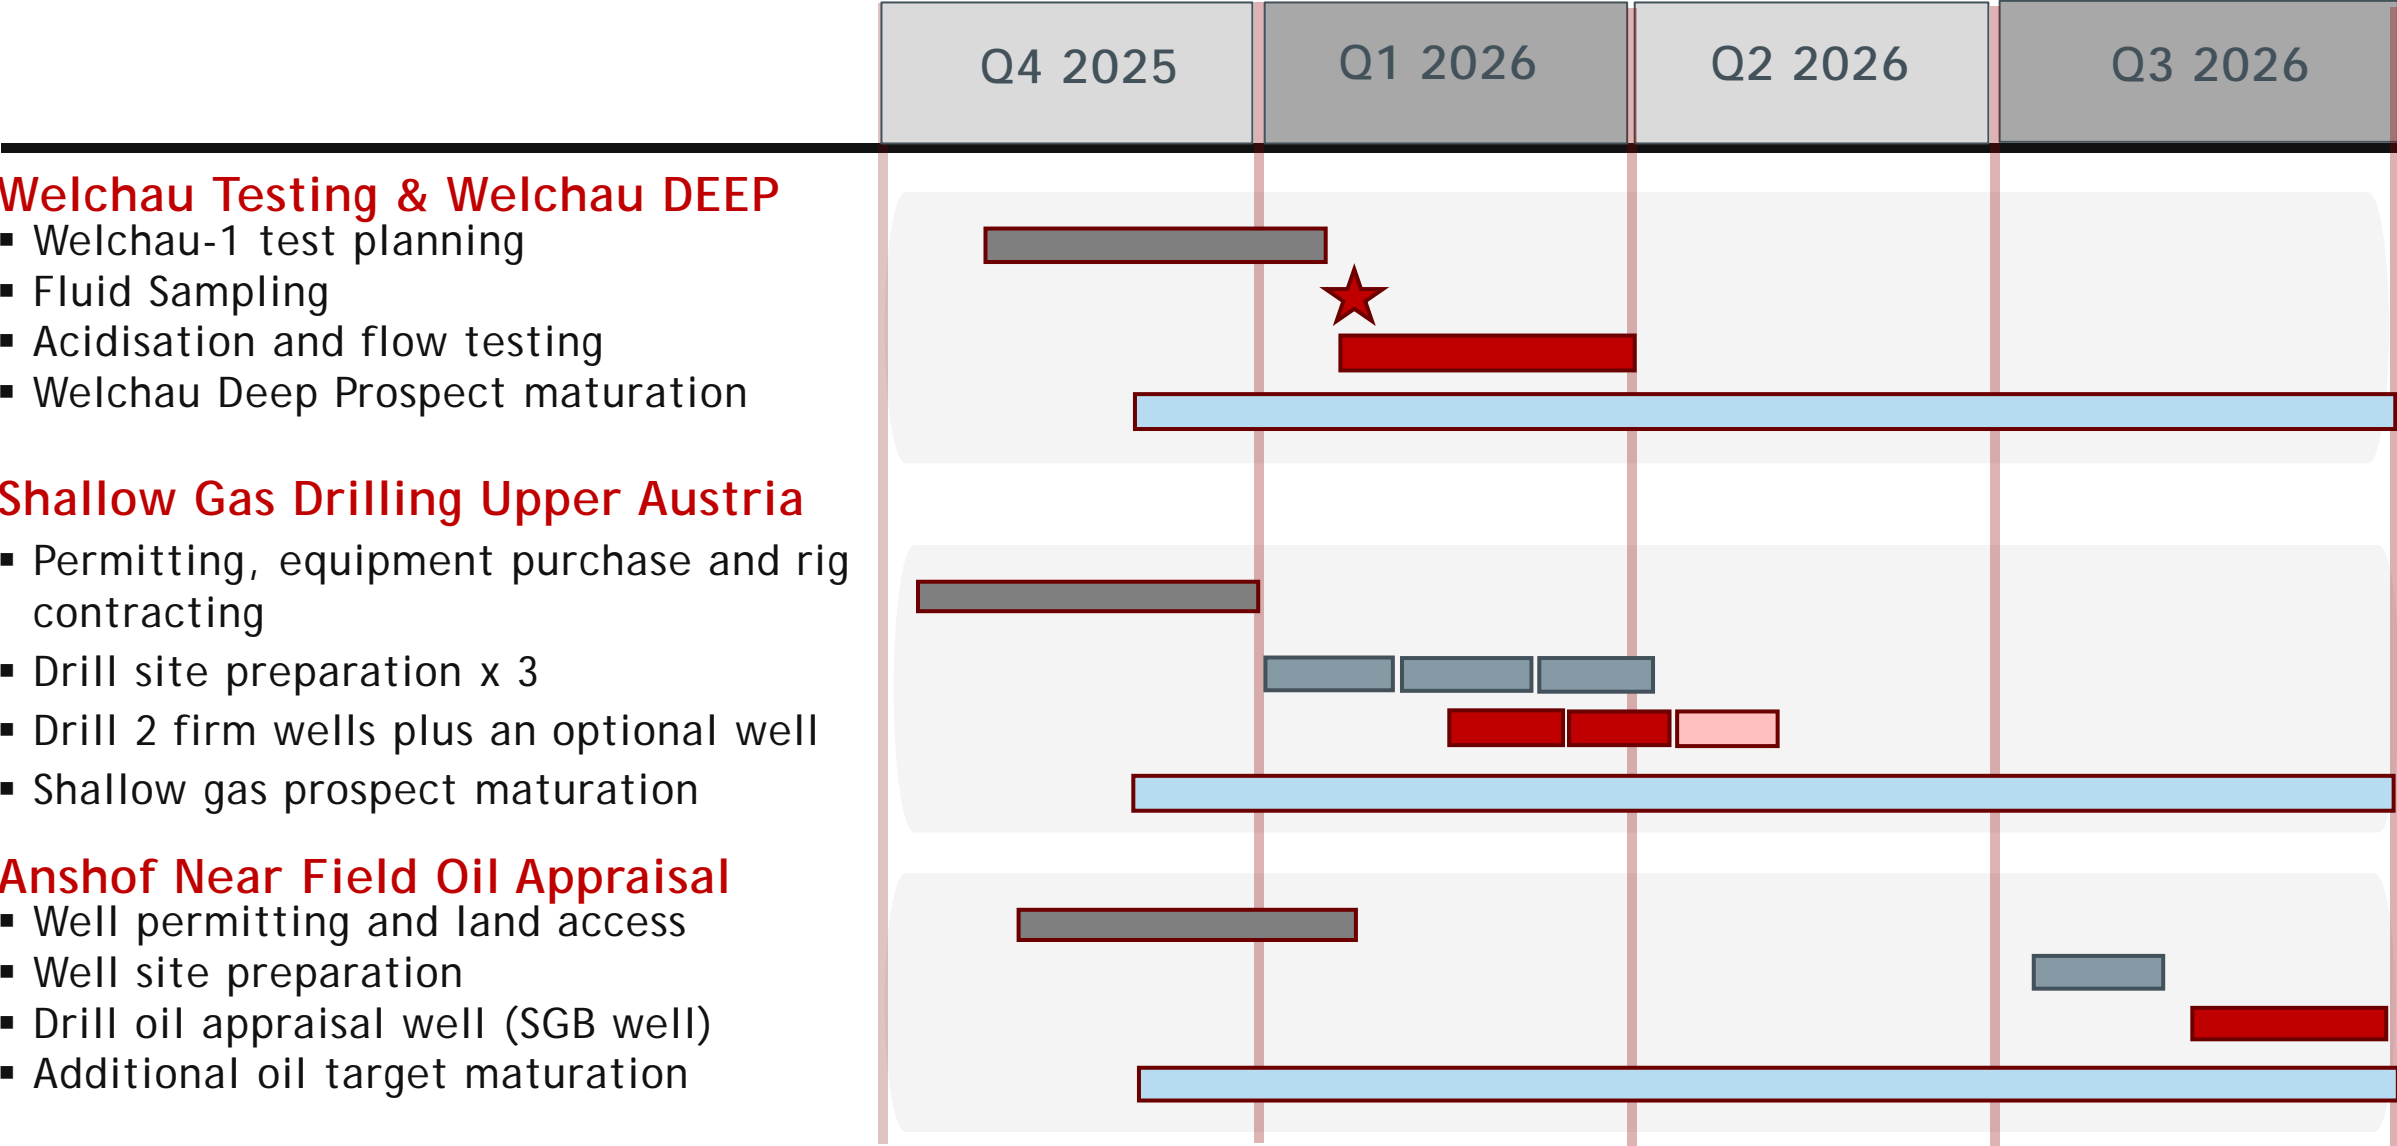 Q4 2025
Q1 2026
Q2 2026
Q3 2026
Welchau Testing & Welchau DEEP
▪ Welchau-1 test planning
▪ Fluid Sampling
▪ Acidisation and flow testing
▪ Welchau Deep Prospect maturation
Shallow Gas Drilling Upper Austria
▪ Permitting, equipment purchase and rig
contracting
▪ Drill site preparation x 3
▪ Drill 2 firm wells plus an optional well
▪ Shallow gas prospect maturation
Anshof Near Field Oil Appraisal
▪ Well permitting and land access
▪ Well site preparation
▪ Drill oil appraisal well (SGB well)
▪ Additional oil target maturation